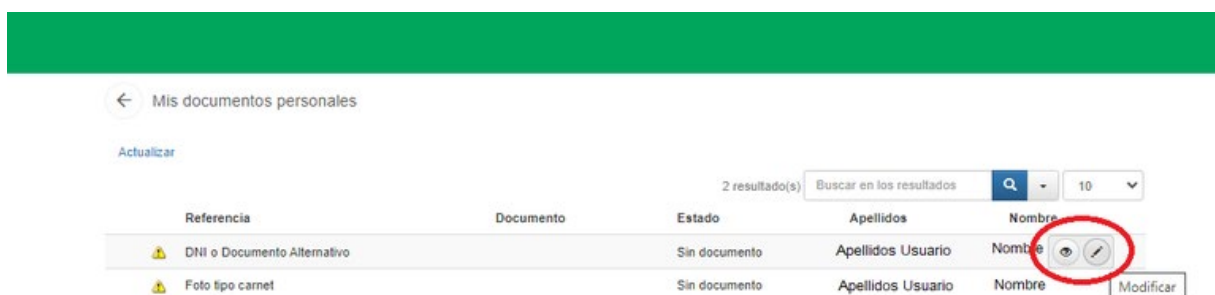 Mis documentos personales
Actualizar
2 resultado(s) Buscar en los resultados 10
Referencia Documento Estado Apellidos Nombre
DNI o Documento Alternativo Sin documento Apellidos Usuario Nombre
Foto tipo carnet Sin documento Apellidos Usuario Nombre Modificar